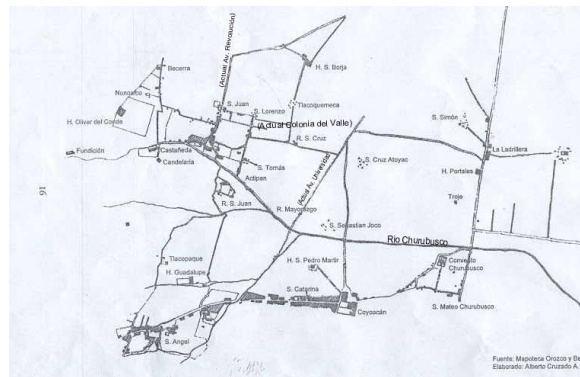 (Actual Av. Revolución)
Becerra
H. S. Borja
Nonoalco
S. Juan
S. Lorenzo
Tlacoquemeca
H. Olivar del Conde
(Actual Colonia del Valle)
S. Simón
R. S. Cruz
La Ladrillera
Fundición
Castañeda
Candelaria
S. Tomás
S. Cruz Atoyac
H. Portales
Actipan
(Actual Av. Universidad)
91
R. S. Juan
Troje
R. Mayorazgo
S. Sebastian Joco
Río Churubusco
Tlacopaque
H. S. Pedro Martir
Convento
Churubusco
H. Guadalupe
S. Catarina
Coyoacán
S. Mateo Churubusco
S. Angel
Fuente: Mapoteca Orozco y Be
Elaborado: Alberto Cruzado A.